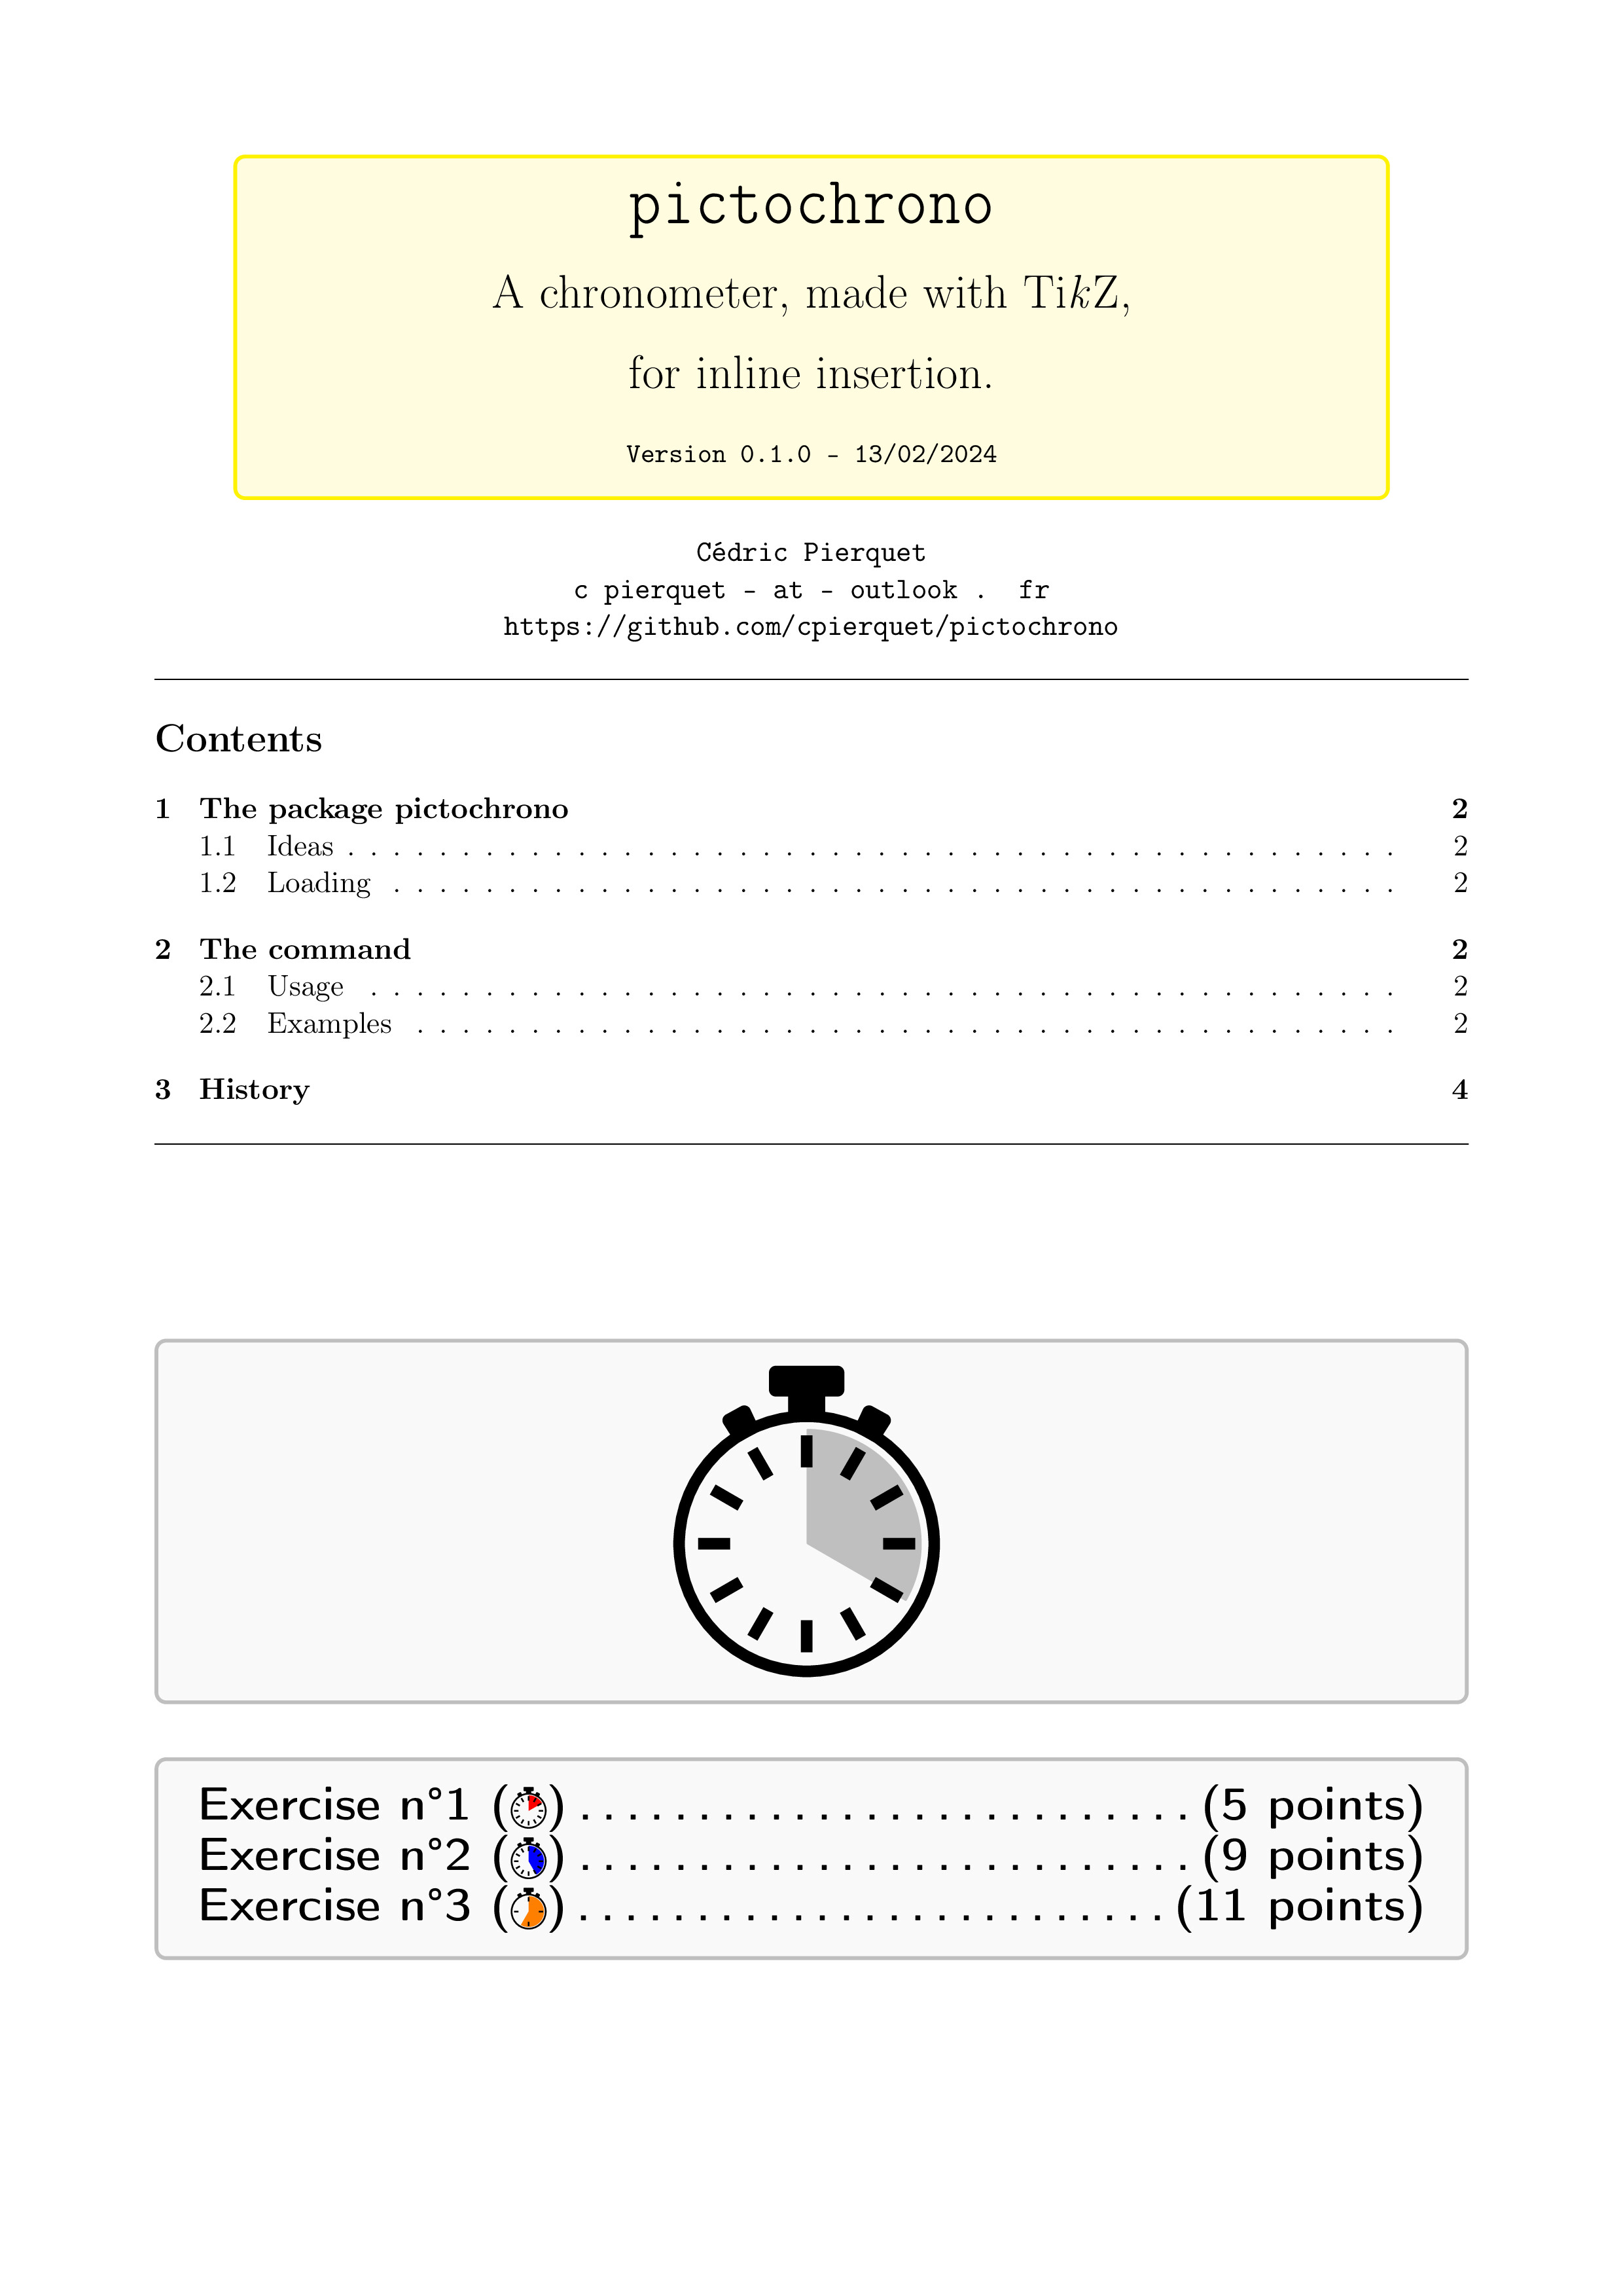 pictochrono
A chronometer, made with TikZ,
for inline insertion.
Version 0.1.0 - 13/02/2024
Cédric Pierquet
c pierquet - at - outlook . fr
https://github.com/cpierquet/pictochrono
Contents
1 The package pictochrono 2
1.1 Ideas . . . . . . . . . . . . . . . . . . . . . . . . . . . . . . . . . . . . . . . . . . . . . . 2
1.2 Loading . . . . . . . . . . . . . . . . . . . . . . . . . . . . . . . . . . . . . . . . . . . . 2
2 The command 2
2.1 Usage . . . . . . . . . . . . . . . . . . . . . . . . . . . . . . . . . . . . . . . . . . . . . 2
2.2 Examples . . . . . . . . . . . . . . . . . . . . . . . . . . . . . . . . . . . . . . . . . . . 2
3 History 4
Exercise n°1 () . . . . . . . . . . . . . . . . . . . . . . . . . . . (5 points)
Exercise n°2 () . . . . . . . . . . . . . . . . . . . . . . . . . . . (9 points)
Exercise n°3 () . . . . . . . . . . . . . . . . . . . . . . . . . . (11 points)